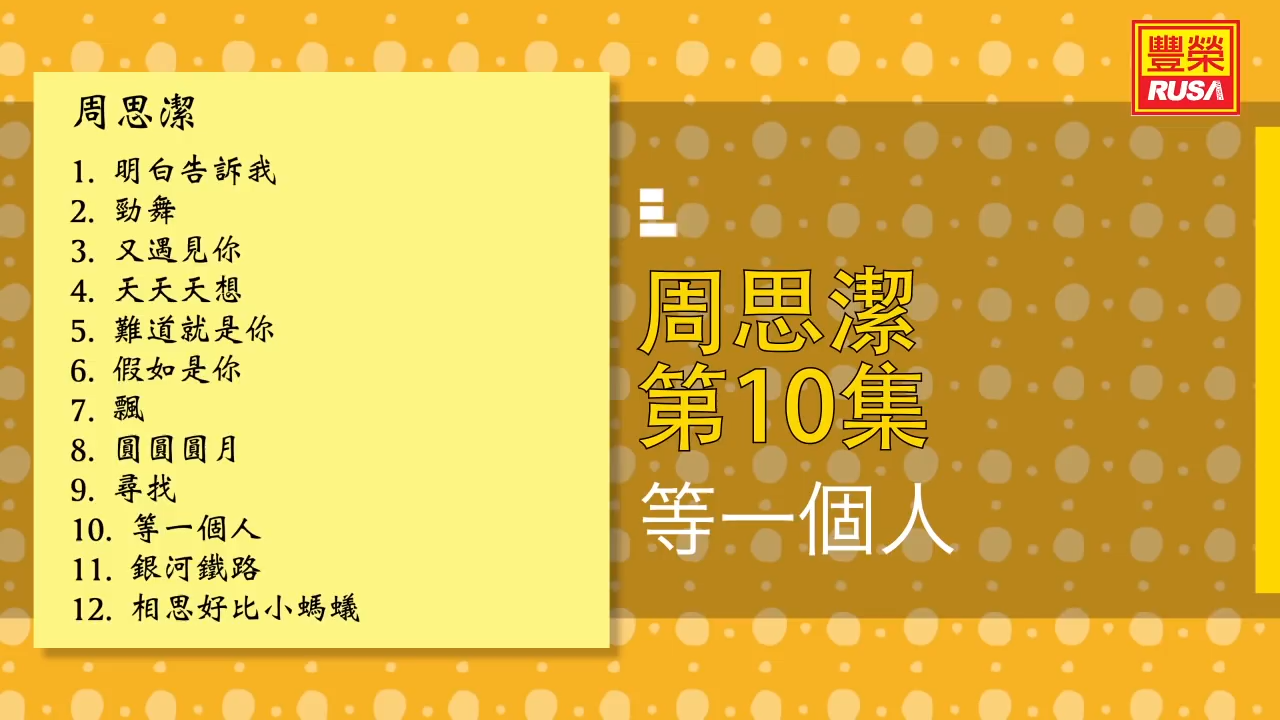 周思潔
1. 明白告訴我
2. 勁舞
3. 又遇見你
4. 天天天想
5. 難道就是你
6. 假如是你
7. 飄
8. 圓圓圓月
9. 尋找
10. 等一個人
11. 銀河鐵路
12. 相思好比小螞蟻
豐榮
RUSA
周思潔
第10集
等一個人